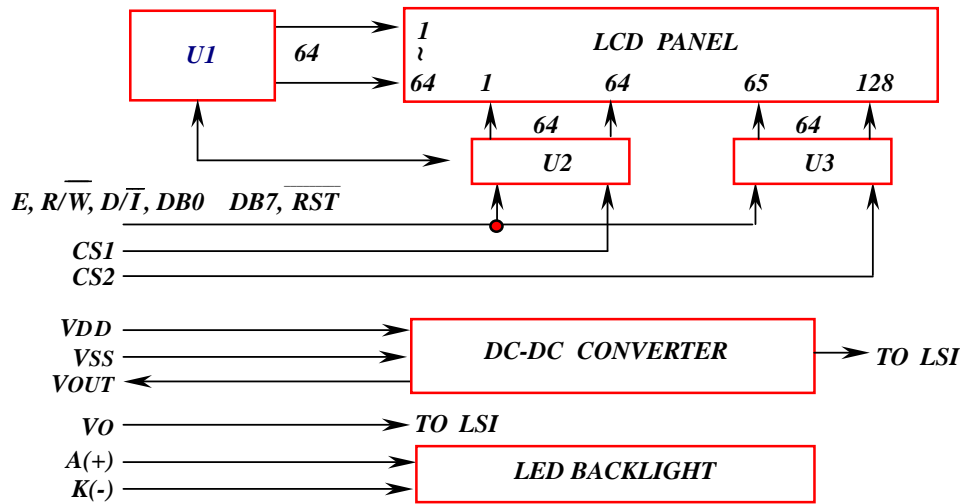 U1
64
1
~
64
LCD PANEL
1 64 65 128
64 64
U2 U3
E, R/W̅, D/I̅, DB0 DB7, R̅S̅T̅
CS1
CS2
VDD
VSS
VOUT
DC-DC CONVERTER
TO LSI
VO
TO LSI
A(+)
K(-)
LED BACKLIGHT